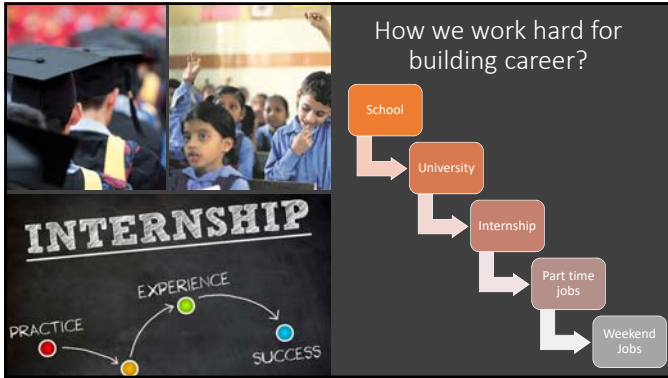 How we work hard for
building career?
School
University
Internship
Part time
jobs
Weekend
Jobs
INTERNSHIP
PRACTICE
EXPERIENCE
SUCCESS